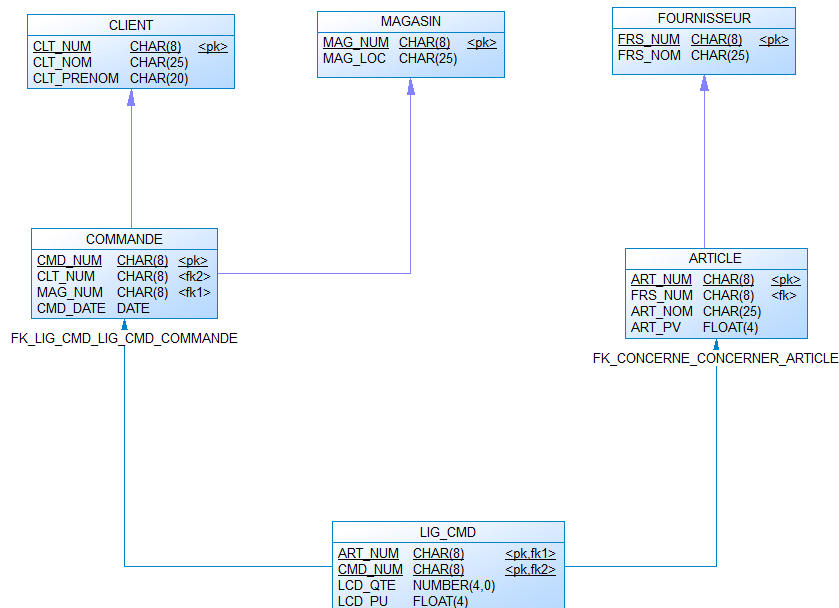 CLIENT
CLT_NUM CHAR(8) <pk>
CLT_NOM CHAR(25)
CLT_PRENOM CHAR(20)
MAGASIN
MAG_NUM CHAR(8) <pk>
MAG_LOC CHAR(25)
FOURNISSEUR
FRS_NUM CHAR(8) <pk>
FRS_NOM CHAR(25)
COMMANDE
CMD_NUM CHAR(8) <pk>
CLT_NUM CHAR(8) <fk2>
MAG_NUM CHAR(8) <fk1>
CMD_DATE DATE
ARTICLE
ART_NUM CHAR(8) <pk>
FRS_NUM CHAR(8) <fk>
ART_NOM CHAR(25)
ART_PV FLOAT(4)
FK_LIG_CMD_LIG_CMD_COMMANDE
FK_CONCERNE_CONCERNER_ARTICLE
LIG_CMD
ART_NUM CHAR(8) <pk,fk1>
CMD_NUM CHAR(8) <pk,fk2>
LCD_QTE NUMBER(4,0)
LCD_PU FLOAT(4)